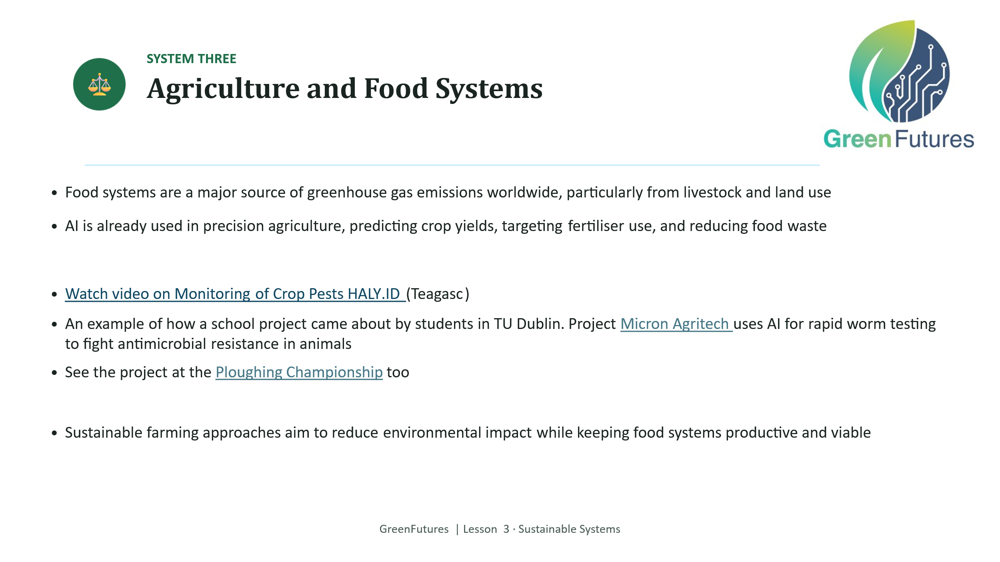 SYSTEM THREE
Agriculture and Food Systems
GreenFutures
• Food systems are a major source of greenhouse gas emissions worldwide, particularly from livestock and land use
• AI is already used in precision agriculture, predicting crop yields, targeting fertiliser use, and reducing food waste
• Watch video on Monitoring of Crop Pests HALY.ID (Teagasc)
• An example of how a school project came about by students in TU Dublin. Project Micron Agritech uses AI for rapid worm testing
to fight antimicrobial resistance in animals
• See the project at the Ploughing Championship too
• Sustainable farming approaches aim to reduce environmental impact while keeping food systems productive and viable
GreenFutures | Lesson 3 · Sustainable Systems